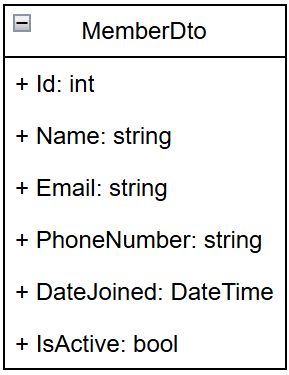 MemberDto
+ Id: int
+ Name: string
+ Email: string
+ PhoneNumber: string
+ DateJoined: DateTime
+ IsActive: bool